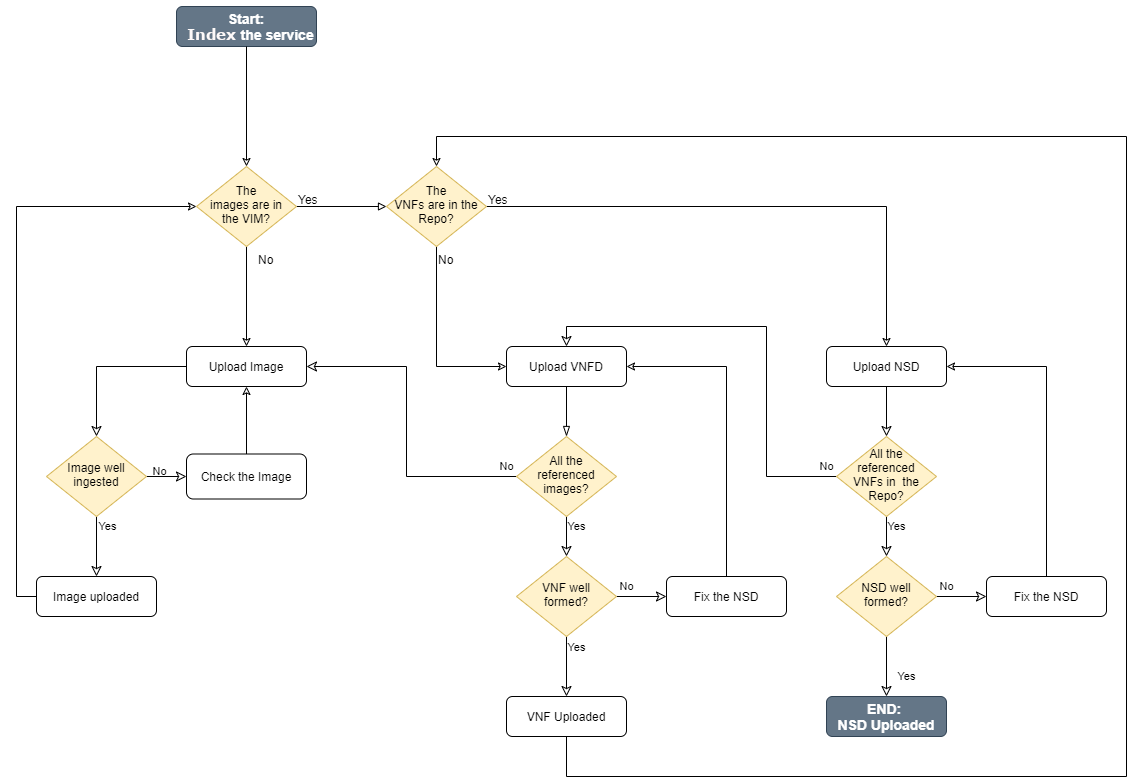 Start:
Index the service
The
images are in
the VIM?
Yes
The
VNFs are in the
Repo?
Yes
No
No
Upload Image
Upload VNFD
Upload NSD
Image well
ingested
No
Check the Image
No
All the
referenced
images?
No
All the
referenced
VNFs in the
Repo?
Yes
Yes
Yes
Image uploaded
VNF well
formed?
No
Fix the NSD
NSD well
formed?
No
Fix the NSD
Yes
Yes
VNF Uploaded
END:
NSD Uploaded